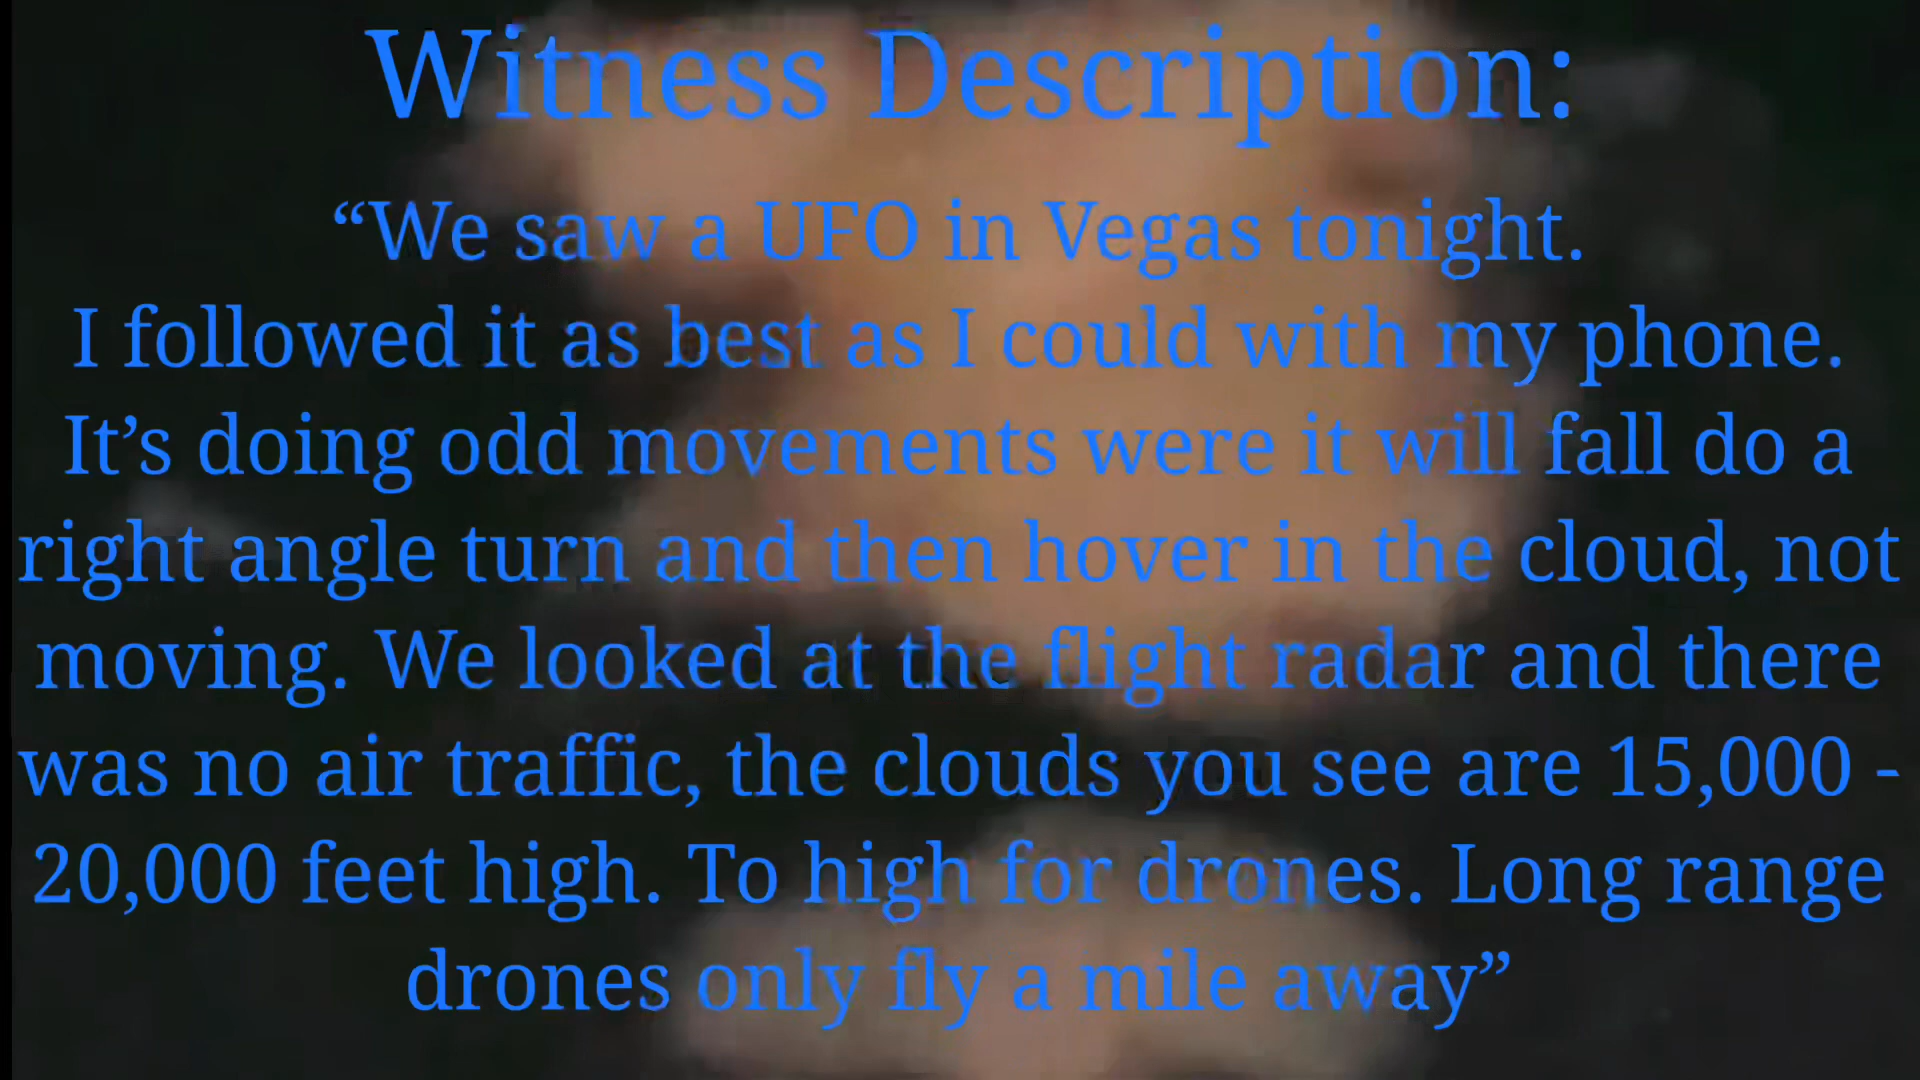 Witness Description:
“We saw a UFO in Vegas tonight.
I followed it as best as I could with my phone.
It’s doing odd movements were it will fall do a
right angle turn and then hover in the cloud, not
moving. We looked at the flight radar and there
was no air traffic, the clouds you see are 15,000 -
20,000 feet high. To high for drones. Long range
drones only fly a mile away”